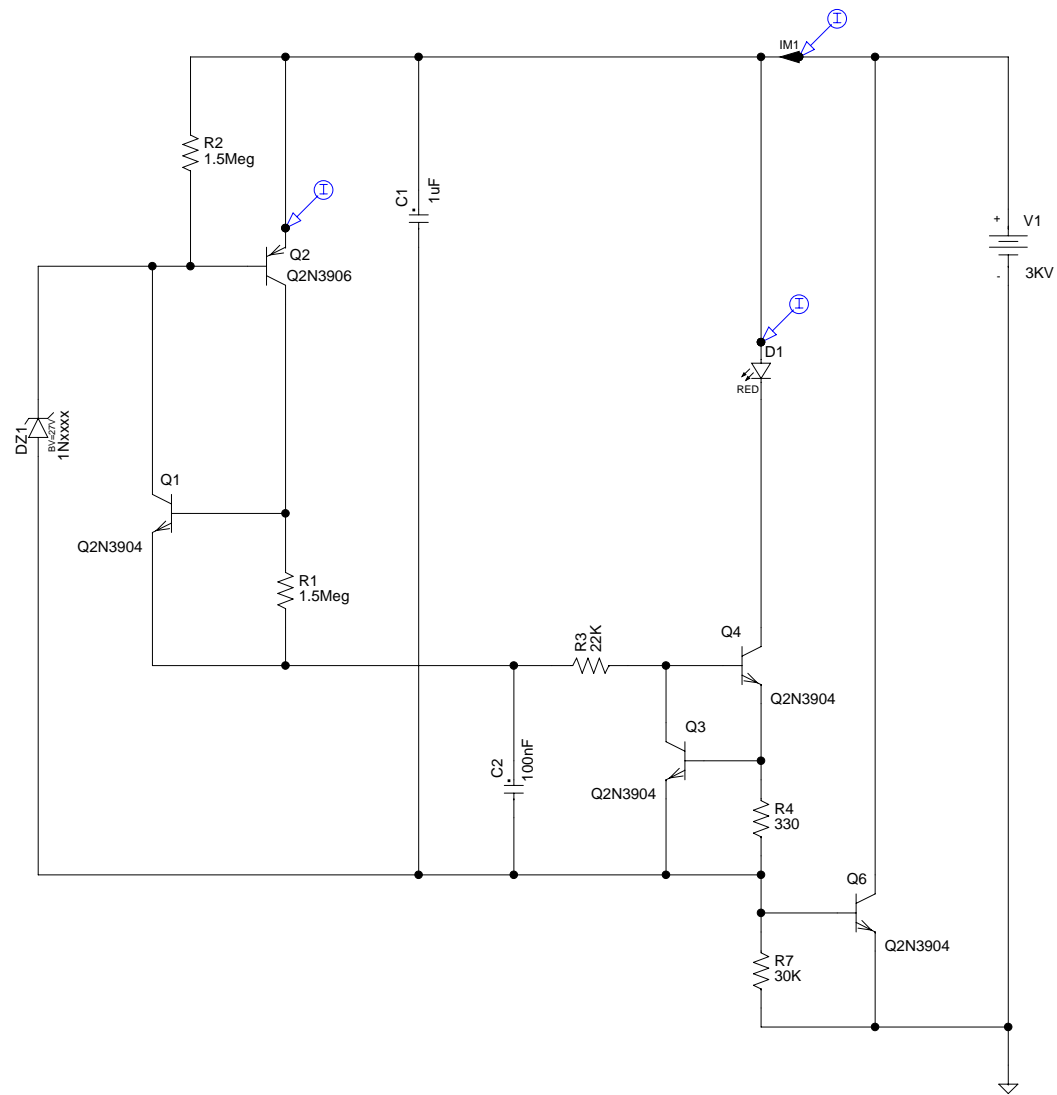 I
IM1
R2
1.5Meg
C1
1uF
I
V1
+
-
3KV
Q2
Q2N3906
I
D1
RED
DZ1
BV=27V
1Nxxxx
Q1
Q2N3904
R1
1.5Meg
R3
22K
Q4
Q2N3904
Q3
Q2N3904
C2
100nF
R4
330
Q6
Q2N3904
R7
30K